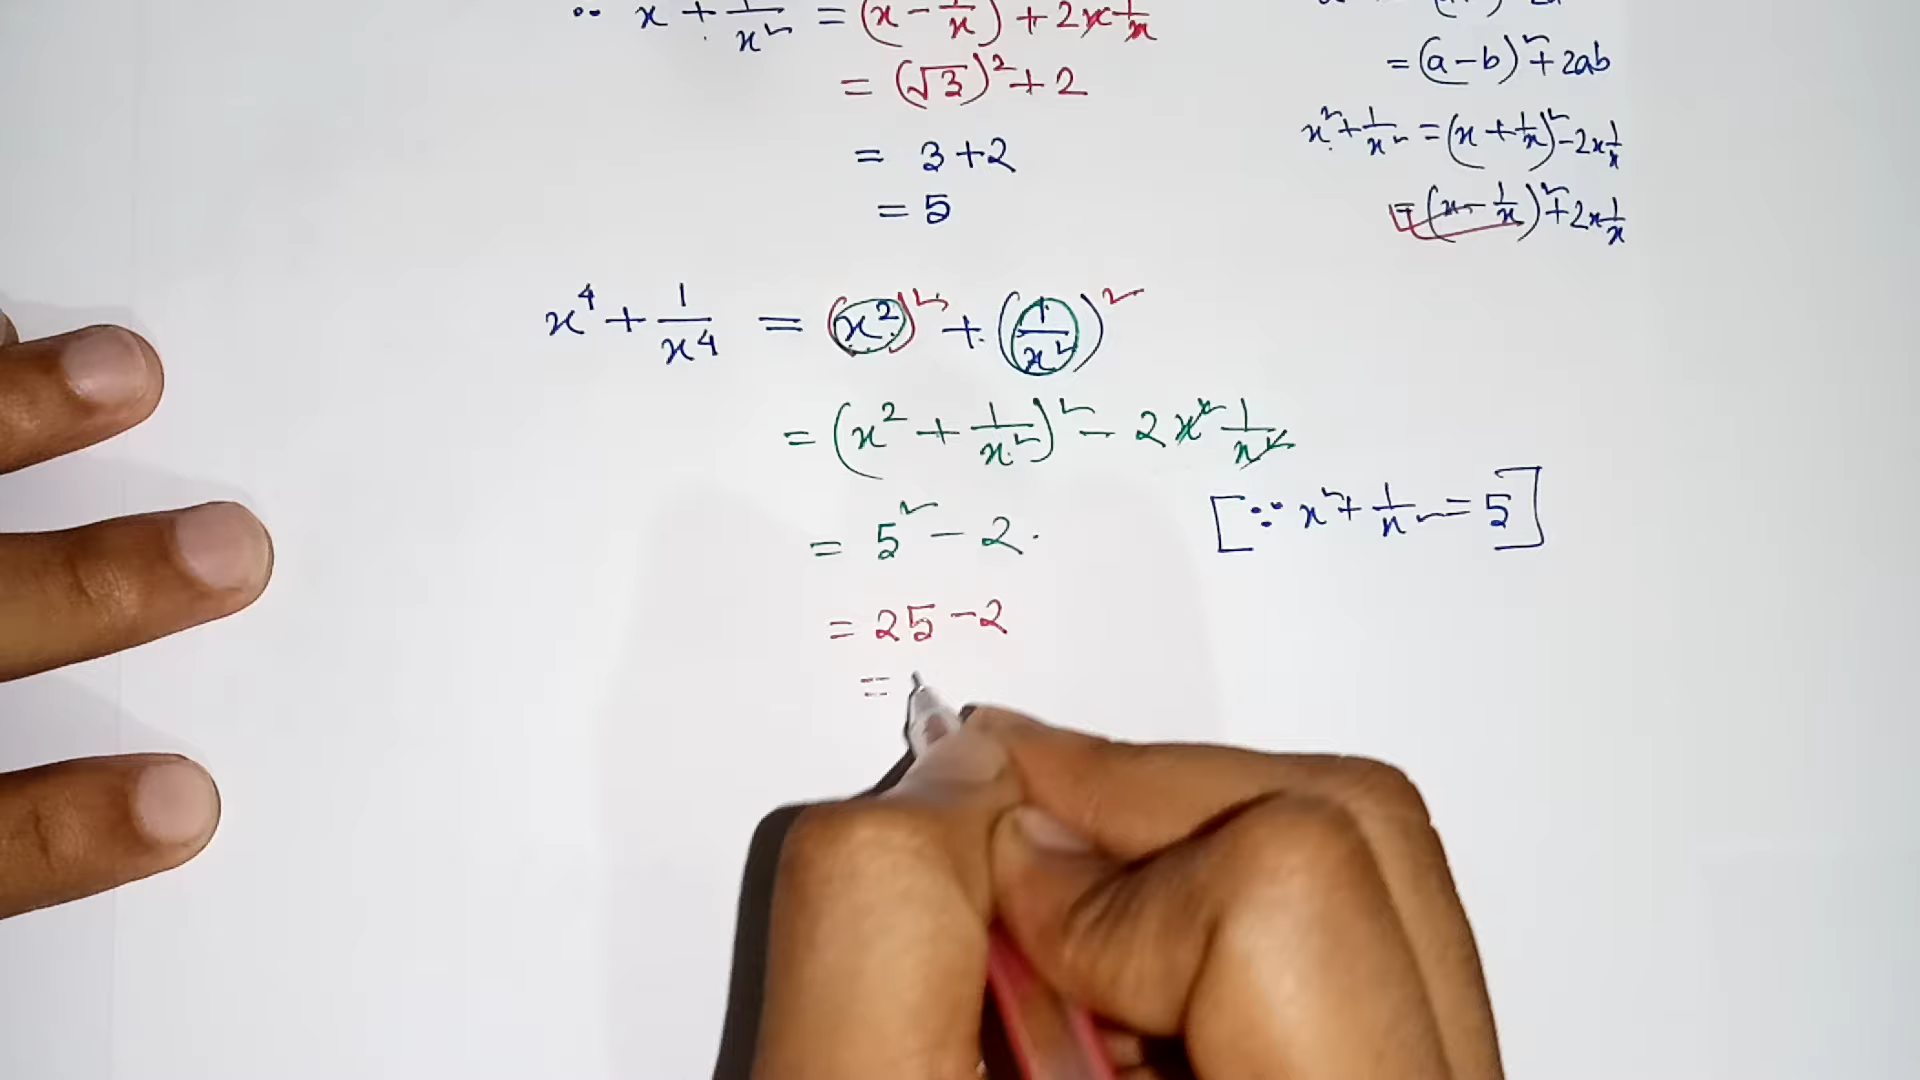 ∵ x² + 1/x² = (x - 1/x)² + 2x 1/x
= (√3)² + 2
= 3 + 2
= 5
x⁴ + 1/x⁴ = (x²)² + (1/x²)²
= (x² + 1/x²)² - 2x² 1/x²
= 5² - 2 .
[∵ x² + 1/x² = 5]
= 25 - 2
=
= (a - b)² + 2ab
x² + 1/x² = (x + 1/x)² - 2x 1/x
= (x - 1/x)² + 2x 1/x